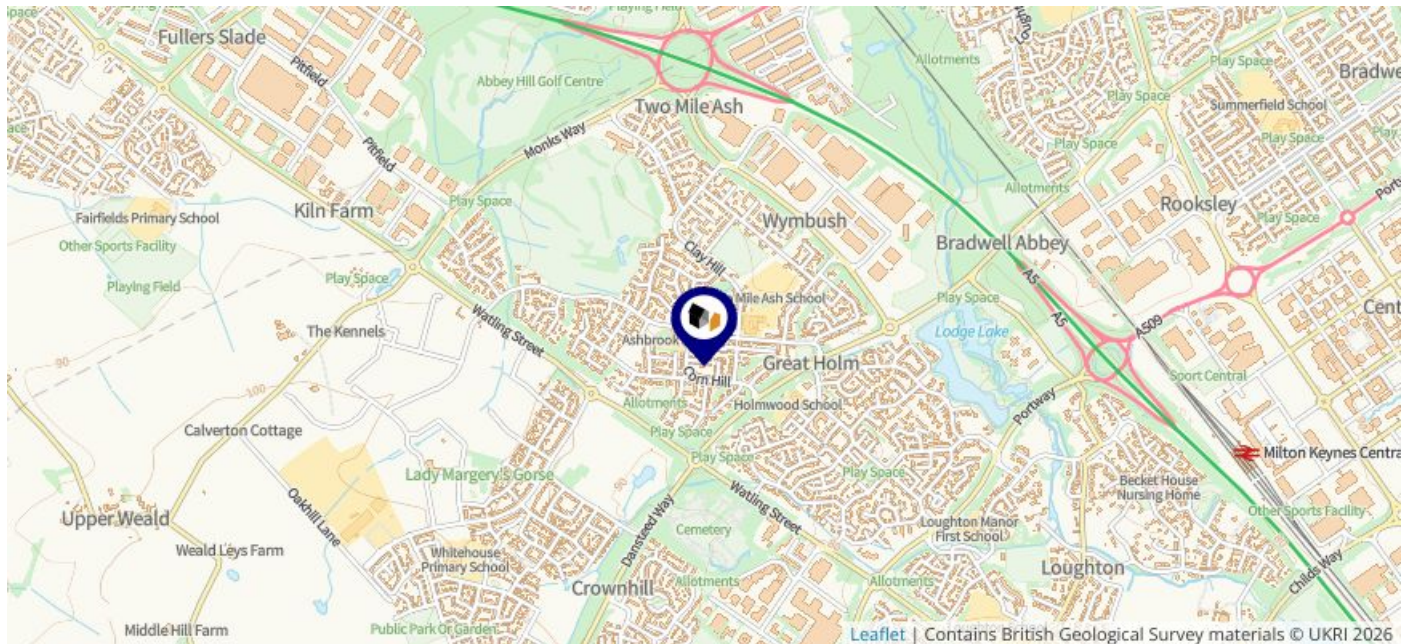 Playing Field
Fullers Slade
Pitfield
Abbey Hill Golf Centre
Two Mile Ash
Monks Way
Pitfield
Allotments
Play Space
Bradwe
Summerfield School
Play Space
Play Space
Play Space
Allotments
Rooksley
Play Space
Fairfields Primary School
Kiln Farm
Play Space
Other Sports Facility
Playing Field
Play Space
Wymbush
Bradwell Abbey
Clay Hill
Mile Ash School
Play Space
A5
A5
A509
Cent
The Kennels
Watling Street
Ashbrook
Great Holm
Lodge Lake
Corn Hill
Sport Central
Allotments
Holmwood School
Portway
Calverton Cottage
Play Space
Play Space
Play Space
Milton Keynes Centra
Lady Margery's Gorse
Watling Street
Becket House
Nursing Home
Other Sports Facility
Oakhill Lane
Upper Weald
Dansteed Way
Cemetery
Loughton Manor
First School
Weald Leys Farm
Whitehouse
Primary School
Crownhill
Allotments
Allotments
Loughton
Childs Way
Middle Hill Farm
Public Park Or Garden
100
Leaflet | Contains British Geological Survey materials © UKRI 2026